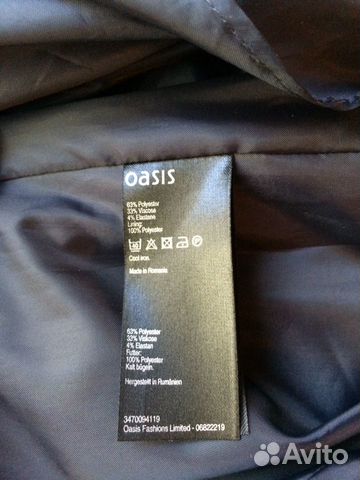 oasis
63% Polyester
33% Viscose
4% Elastane
Lining:
100% Polyester
Cool iron.
Made in Romania
63% Polyester
33% Viskose
4% Elastan
Futter:
100% Polyester
Kalt bügeln.
Hergestellt in Rumänien
3470094119
Oasis Fashions Limited - 06822219
Avito